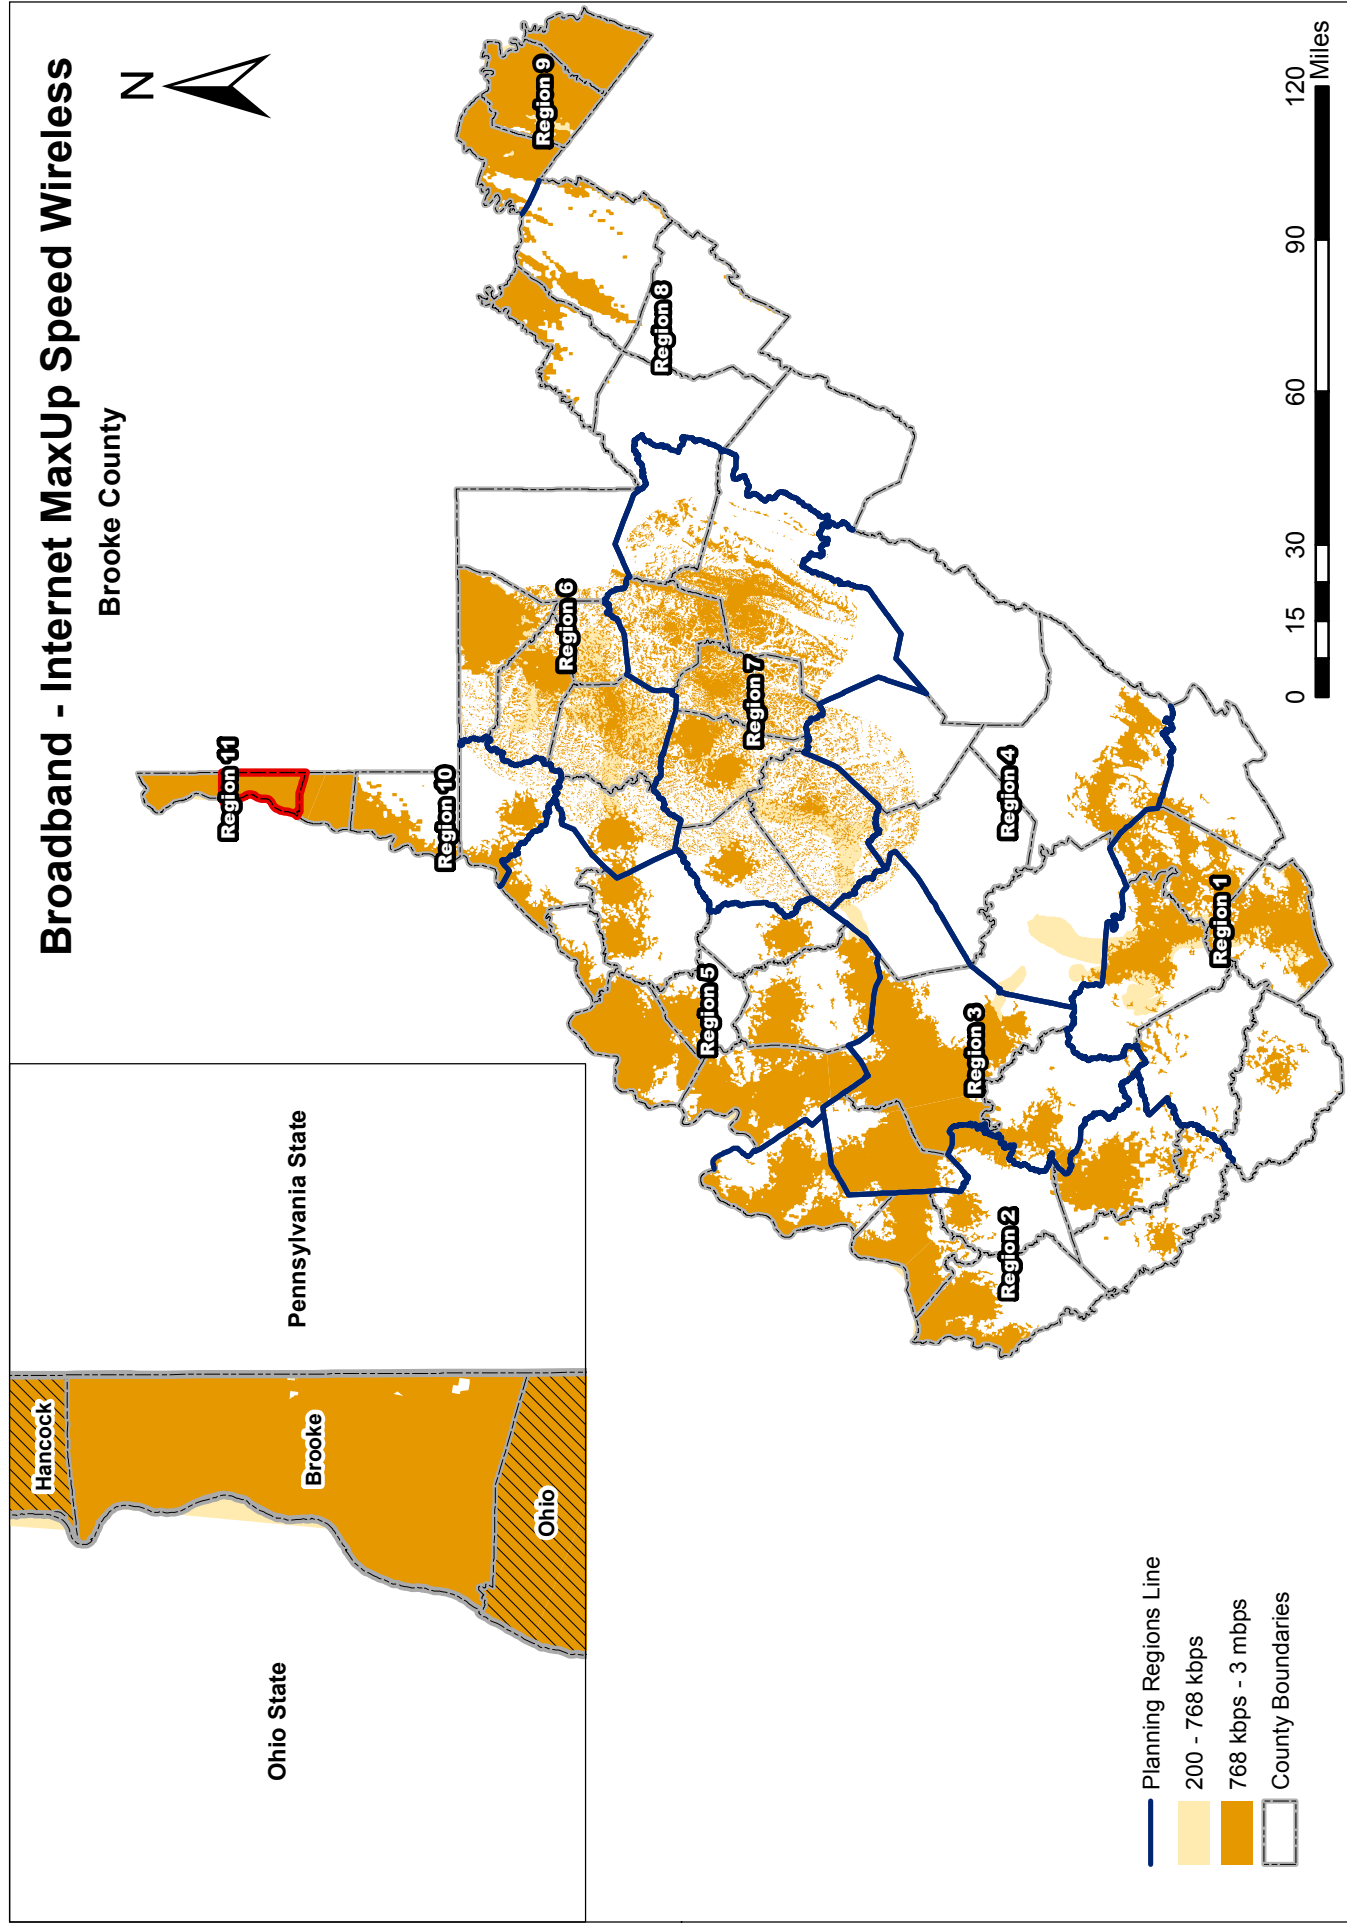 Broadband - Internet MaxUp Speed Wireless
Brooke County
N
Hancock
Brooke
Ohio
Ohio State
Pennsylvania State
Region 11
Region 10
Region 9
Region 6
Region 8
Region 5
Region 7
Region 3
Region 4
Region 2
Region 1
Planning Regions Line
200 - 768 kbps
768 kbps - 3 mbps
County Boundaries
0 15 30 60 90 120
Miles